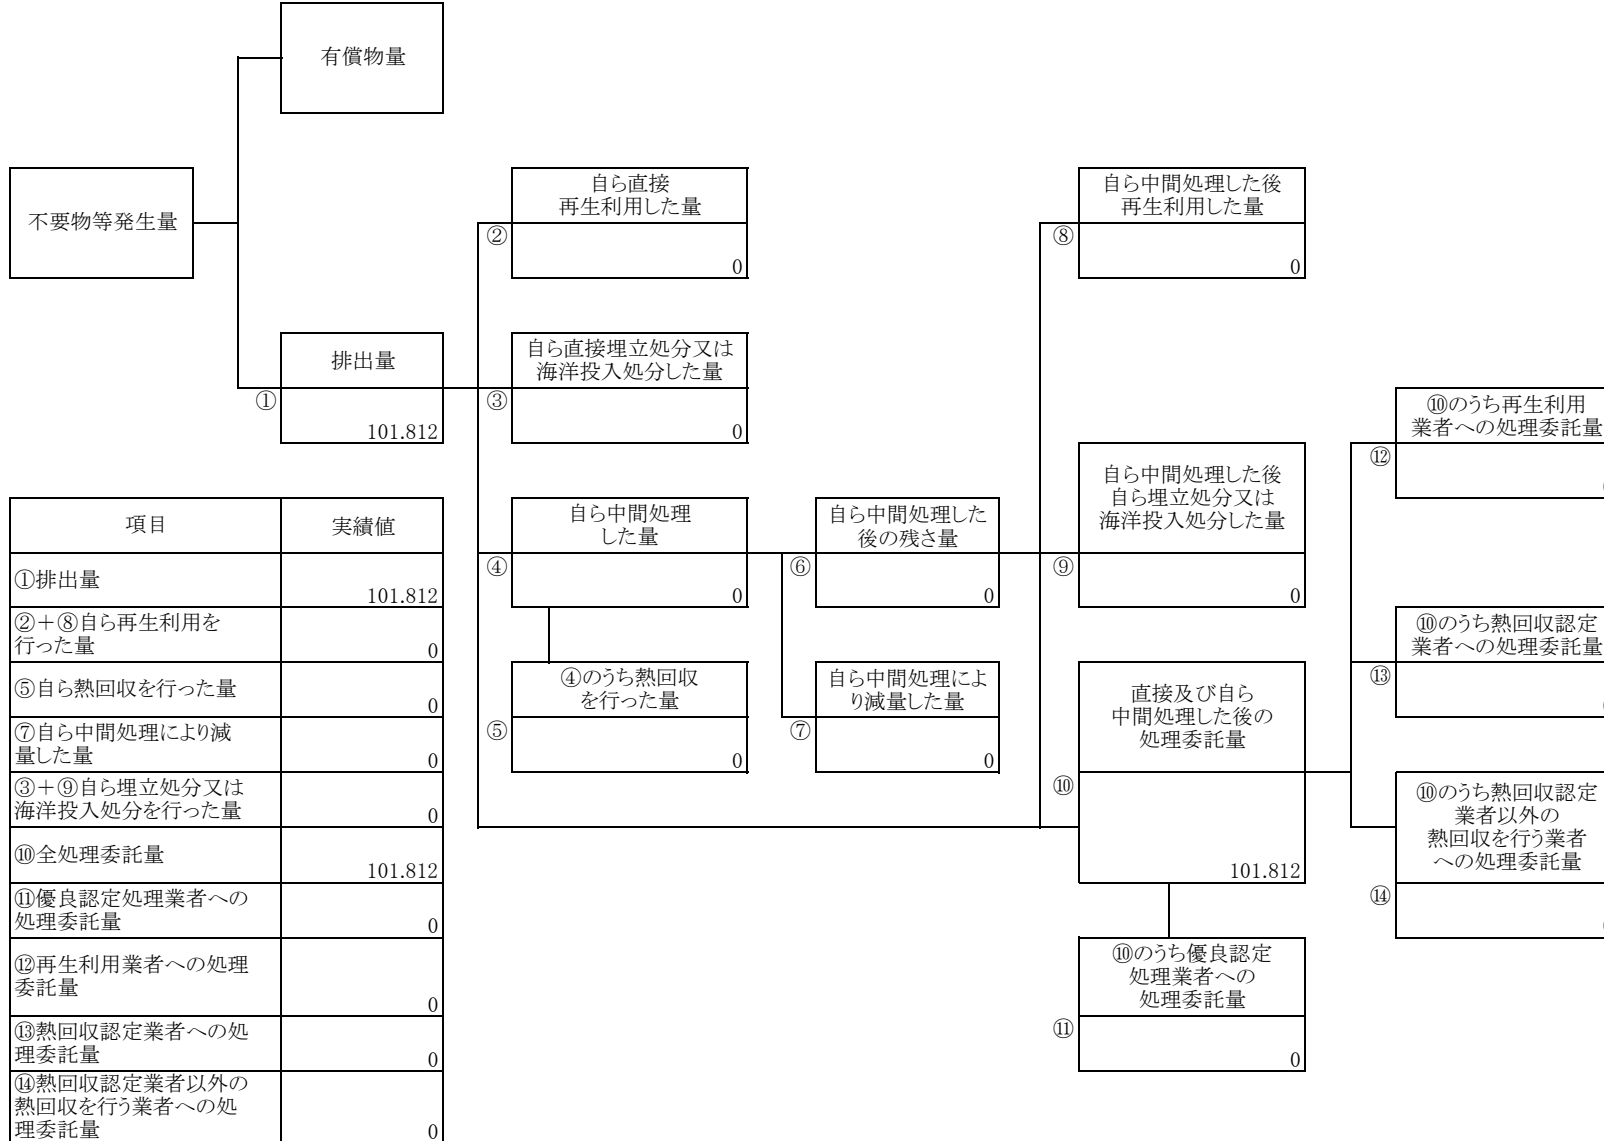 有償物量
不要物等発生量
自ら直接
再生利用した量
②
0
自ら中間処理した後
再生利用した量
⑧
0
排出量
①
101.812
自ら直接埋立処分又は
海洋投入処分した量
③
0
⑩のうち再生利用
業者への処理委託量
⑫
自ら中間処理
した量
④
0
自ら中間処理した
後の残さ量
⑥
0
自ら中間処理した後
自ら埋立処分又は
海洋投入処分した量
⑨
0
⑩のうち熱回収認定
業者への処理委託量
⑬
④のうち熱回収
を行った量
⑤
0
自ら中間処理によ
り減量した量
⑦
0
直接及び自ら
中間処理した後の
処理委託量
⑩
101.812
⑩のうち熱回収認定
業者以外の
熱回収を行う業者
への処理委託量
⑭
⑩のうち優良認定
処理業者への
処理委託量
⑪
0
項目
実績値
①排出量
101.812
②＋⑧自ら再生利用を
行った量
0
⑤自ら熱回収を行った量
0
⑦自ら中間処理により減
量した量
0
③＋⑨自ら埋立処分又は
海洋投入処分を行った量
0
⑩全処理委託量
101.812
⑪優良認定処理業者への
処理委託量
0
⑫再生利用業者への処理
委託量
0
⑬熱回収認定業者への処
理委託量
0
⑭熱回収認定業者以外の
熱回収を行う業者への処
理委託量
0